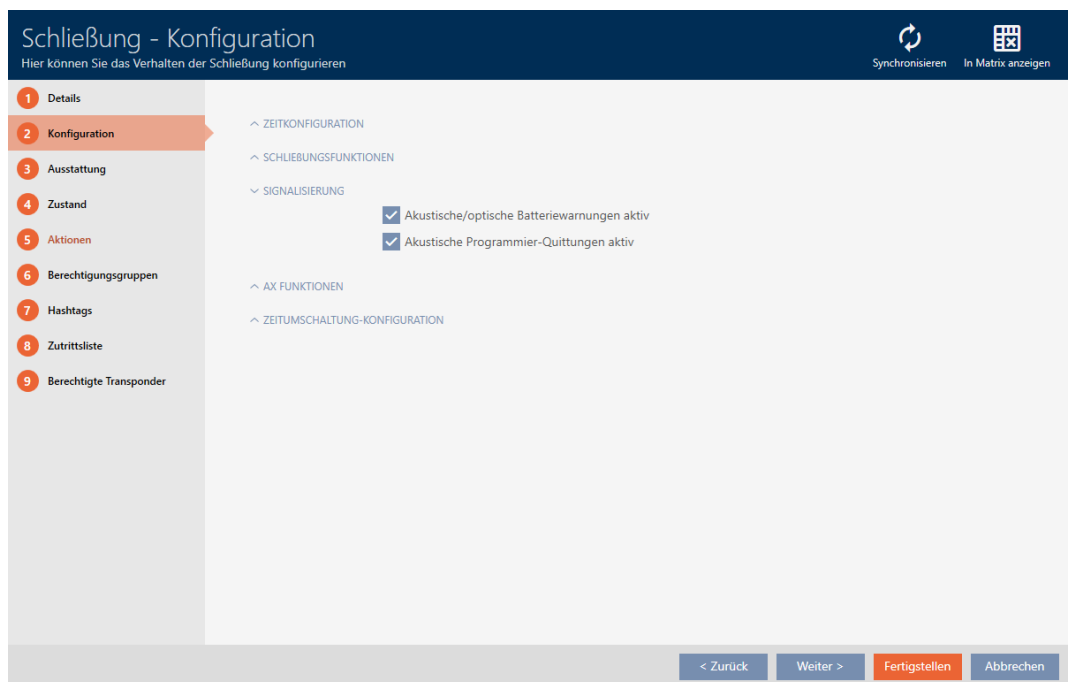 Schließung - Konfiguration
Hier können Sie das Verhalten der Schließung konfigurieren
Synchronisieren
In Matrix anzeigen
1 Details
2 Konfiguration
3 Ausstattung
4 Zustand
5 Aktionen
6 Berechtigungsgruppen
7 Hashtags
8 Zutrittsliste
9 Berechtigte Transponder
ZEITKONFIGURATION
SCHLIEßUNGSFUNKTIONEN
SIGNALISIERUNG
Akustische/optische Batteriewarnungen aktiv
Akustische Programmier-Quittungen aktiv
AX FUNKTIONEN
ZEITUMSCHALTUNG-KONFIGURATION
< Zurück
Weiter >
Fertigstellen
Abbrechen